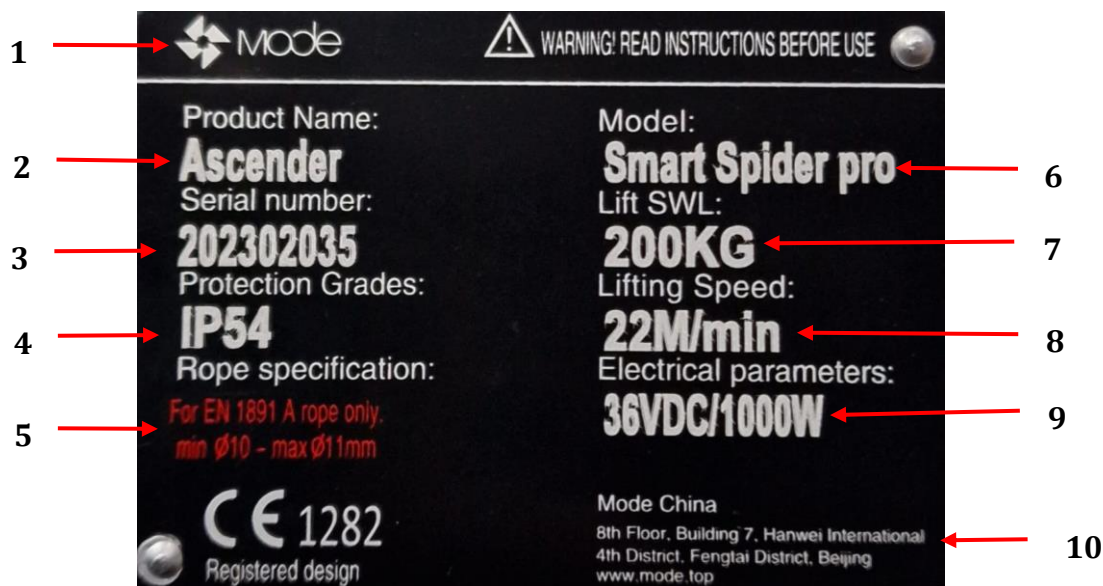 1
Mode
WARNING! READ INSTRUCTIONS BEFORE USE
Product Name:
2
Ascender
Serial number:
3
202302035
Protection Grades:
4
IP54
Rope specification:
5
For EN 1891 A rope only.
min Ø10 - max Ø11mm
CE 1282
Registered design
Model:
Smart Spider pro
6
Lift SWL:
200KG
7
Lifting Speed:
22M/min
8
Electrical parameters:
36VDC/1000W
9
Mode China
8th Floor, Building 7, Hanwei International
4th District, Fengtai District, Beijing
www.mode.top
10